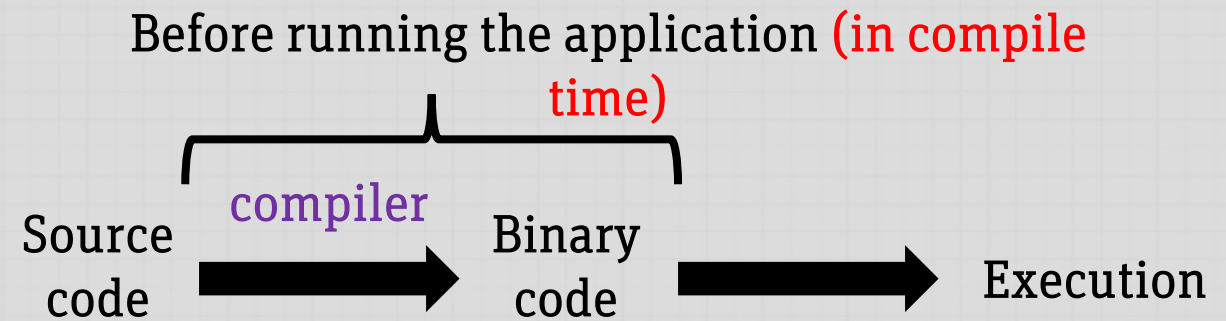 Before running the application (in compile
time)
compiler
Source
code
Binary
code
Execution